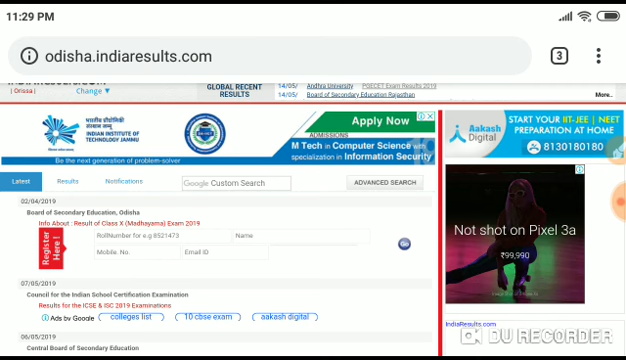 11:29 PM
odisha.indiaresults.com
3
( Orissa )
Change ▼
GLOBAL RECENT
RESULTS
14/05/ Andhra University PGECET Exam Results 2019
14/05/ Board of Secondary Education Rajasthan
More..
भारतीय प्रौद्योगिकी
संस्थान जम्मू
INDIAN INSTITUTE OF
TECHNOLOGY JAMMU
Be the next generation of problem-solver
Apply Now
ADMISSIONS
M Tech in Computer Science with
specialization in Information Security
Aakash
Digital
START YOUR IIT-JEE | NEET
PREPARATION AT HOME
8130180180
Latest
Results
Notifications
Google Custom Search
ADVANCED SEARCH
02/04/2019
Board of Secondary Education, Odisha
Info About : Result of Class X (Madhayama) Exam 2019
Register
Here !
RollNumber for e.g 8521473
Name
Mobile. No.
Email ID
Go
07/05/2019
Council for the Indian School Certification Examination
Results for the ICSE & ISC 2019 Examinations
Ads by Google
colleges list
10 cbse exam
aakash digital
06/05/2019
Central Board of Secondary Education
Not shot on Pixel 3a
₹99,990
IndiaResults.com
DU RECORDER